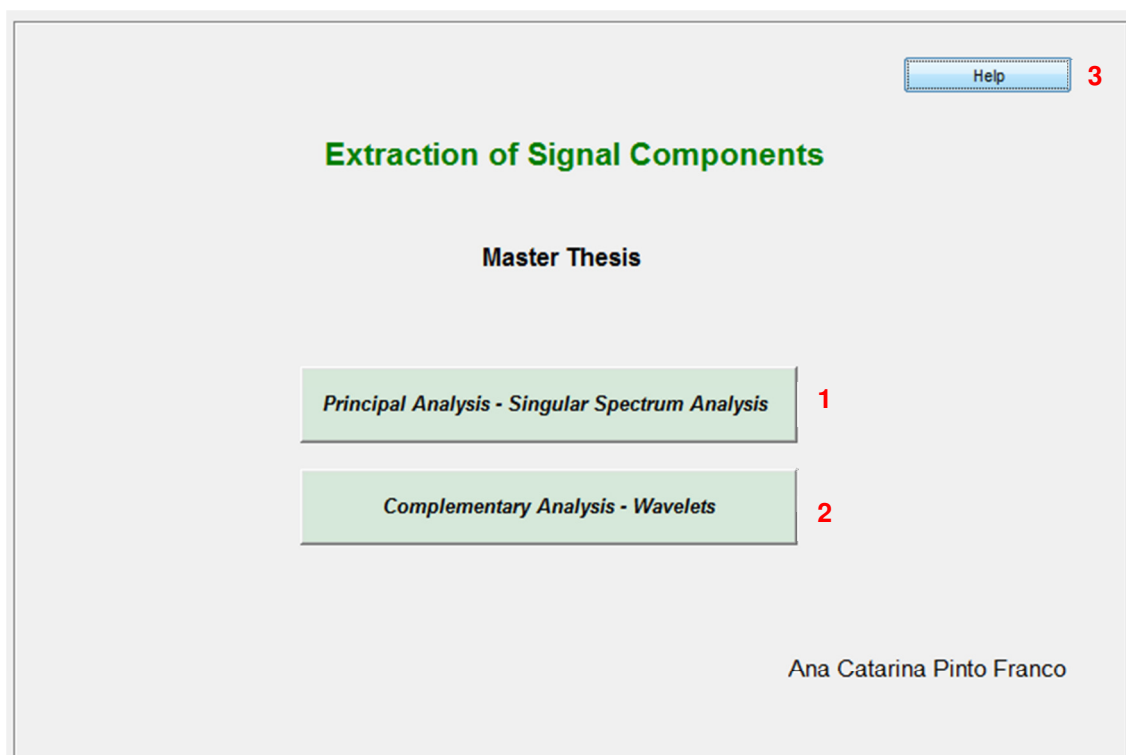 Help 3
Extraction of Signal Components
Master Thesis
Principal Analysis - Singular Spectrum Analysis 1
Complementary Analysis - Wavelets 2
Ana Catarina Pinto Franco